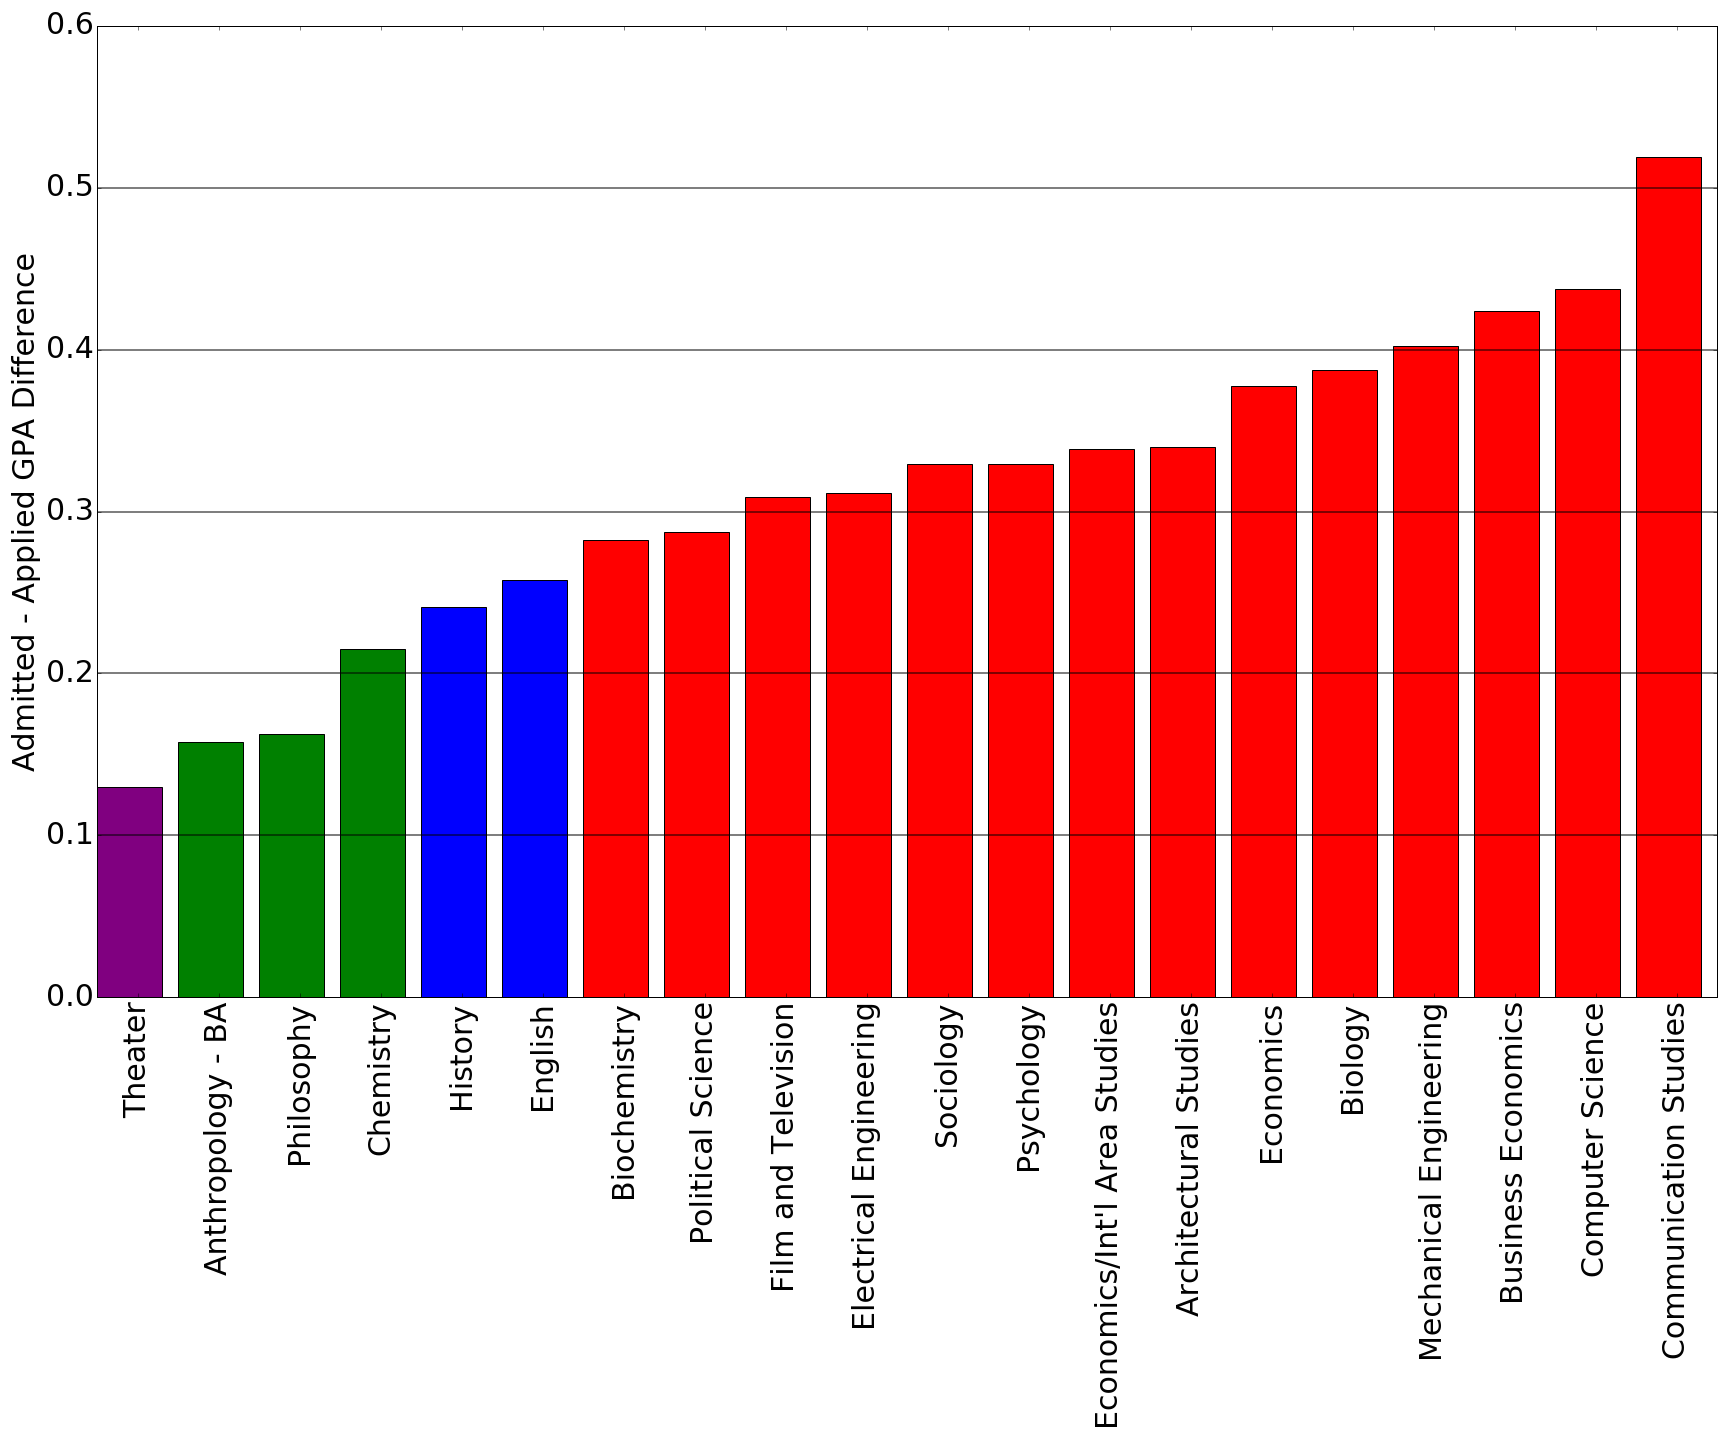 0.6
0.5
0.4
0.3
0.2
0.1
0.0
Admitted - Applied GPA Difference
Theater
Anthropology - BA
Philosophy
Chemistry
History
English
Biochemistry
Political Science
Film and Television
Electrical Engineering
Sociology
Psychology
Economics/Int'l Area Studies
Architectural Studies
Economics
Biology
Mechanical Engineering
Business Economics
Computer Science
Communication Studies